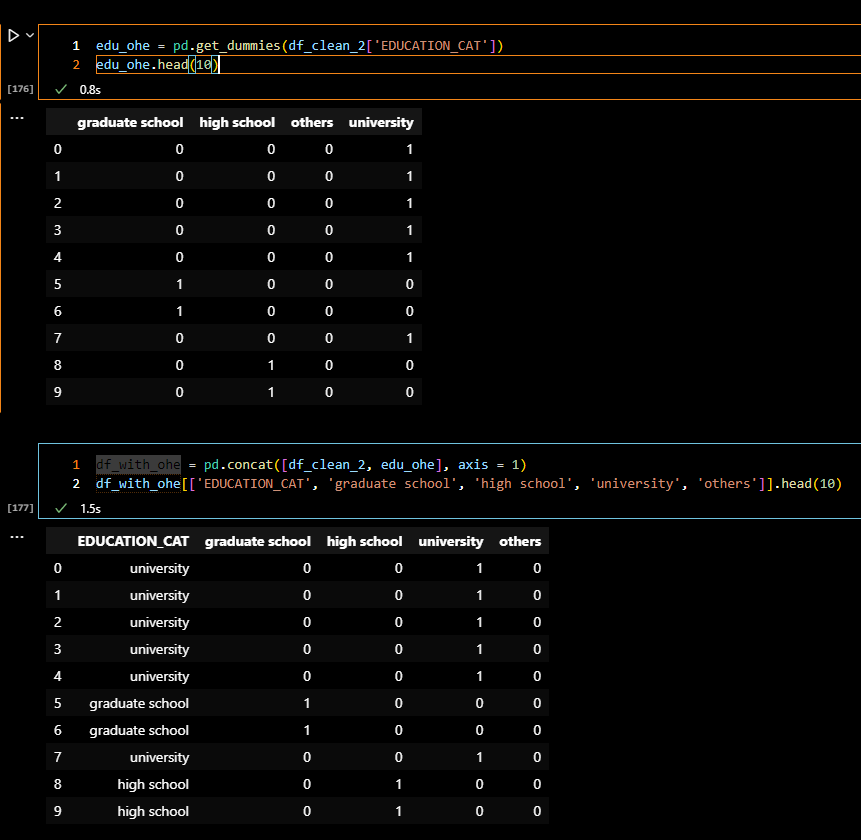 1 edu_ohe = pd.get_dummies(df_clean_2['EDUCATION_CAT'])
2 edu_ohe.head(10)
[176] ✓ 0.8s
...
graduate school high school others university
0 0 0 0 1
1 0 0 0 1
2 0 0 0 1
3 0 0 0 1
4 0 0 0 1
5 1 0 0 0
6 1 0 0 0
7 0 0 0 1
8 0 1 0 0
9 0 1 0 0
1 df_with_ohe = pd.concat([df_clean_2, edu_ohe], axis = 1)
2 df_with_ohe[['EDUCATION_CAT', 'graduate school', 'high school', 'university', 'others']].head(10)
[177] ✓ 1.5s
...
EDUCATION_CAT graduate school high school university others
0 university 0 0 1 0
1 university 0 0 1 0
2 university 0 0 1 0
3 university 0 0 1 0
4 university 0 0 1 0
5 graduate school 1 0 0 0
6 graduate school 1 0 0 0
7 university 0 0 1 0
8 high school 0 1 0 0
9 high school 0 1 0 0